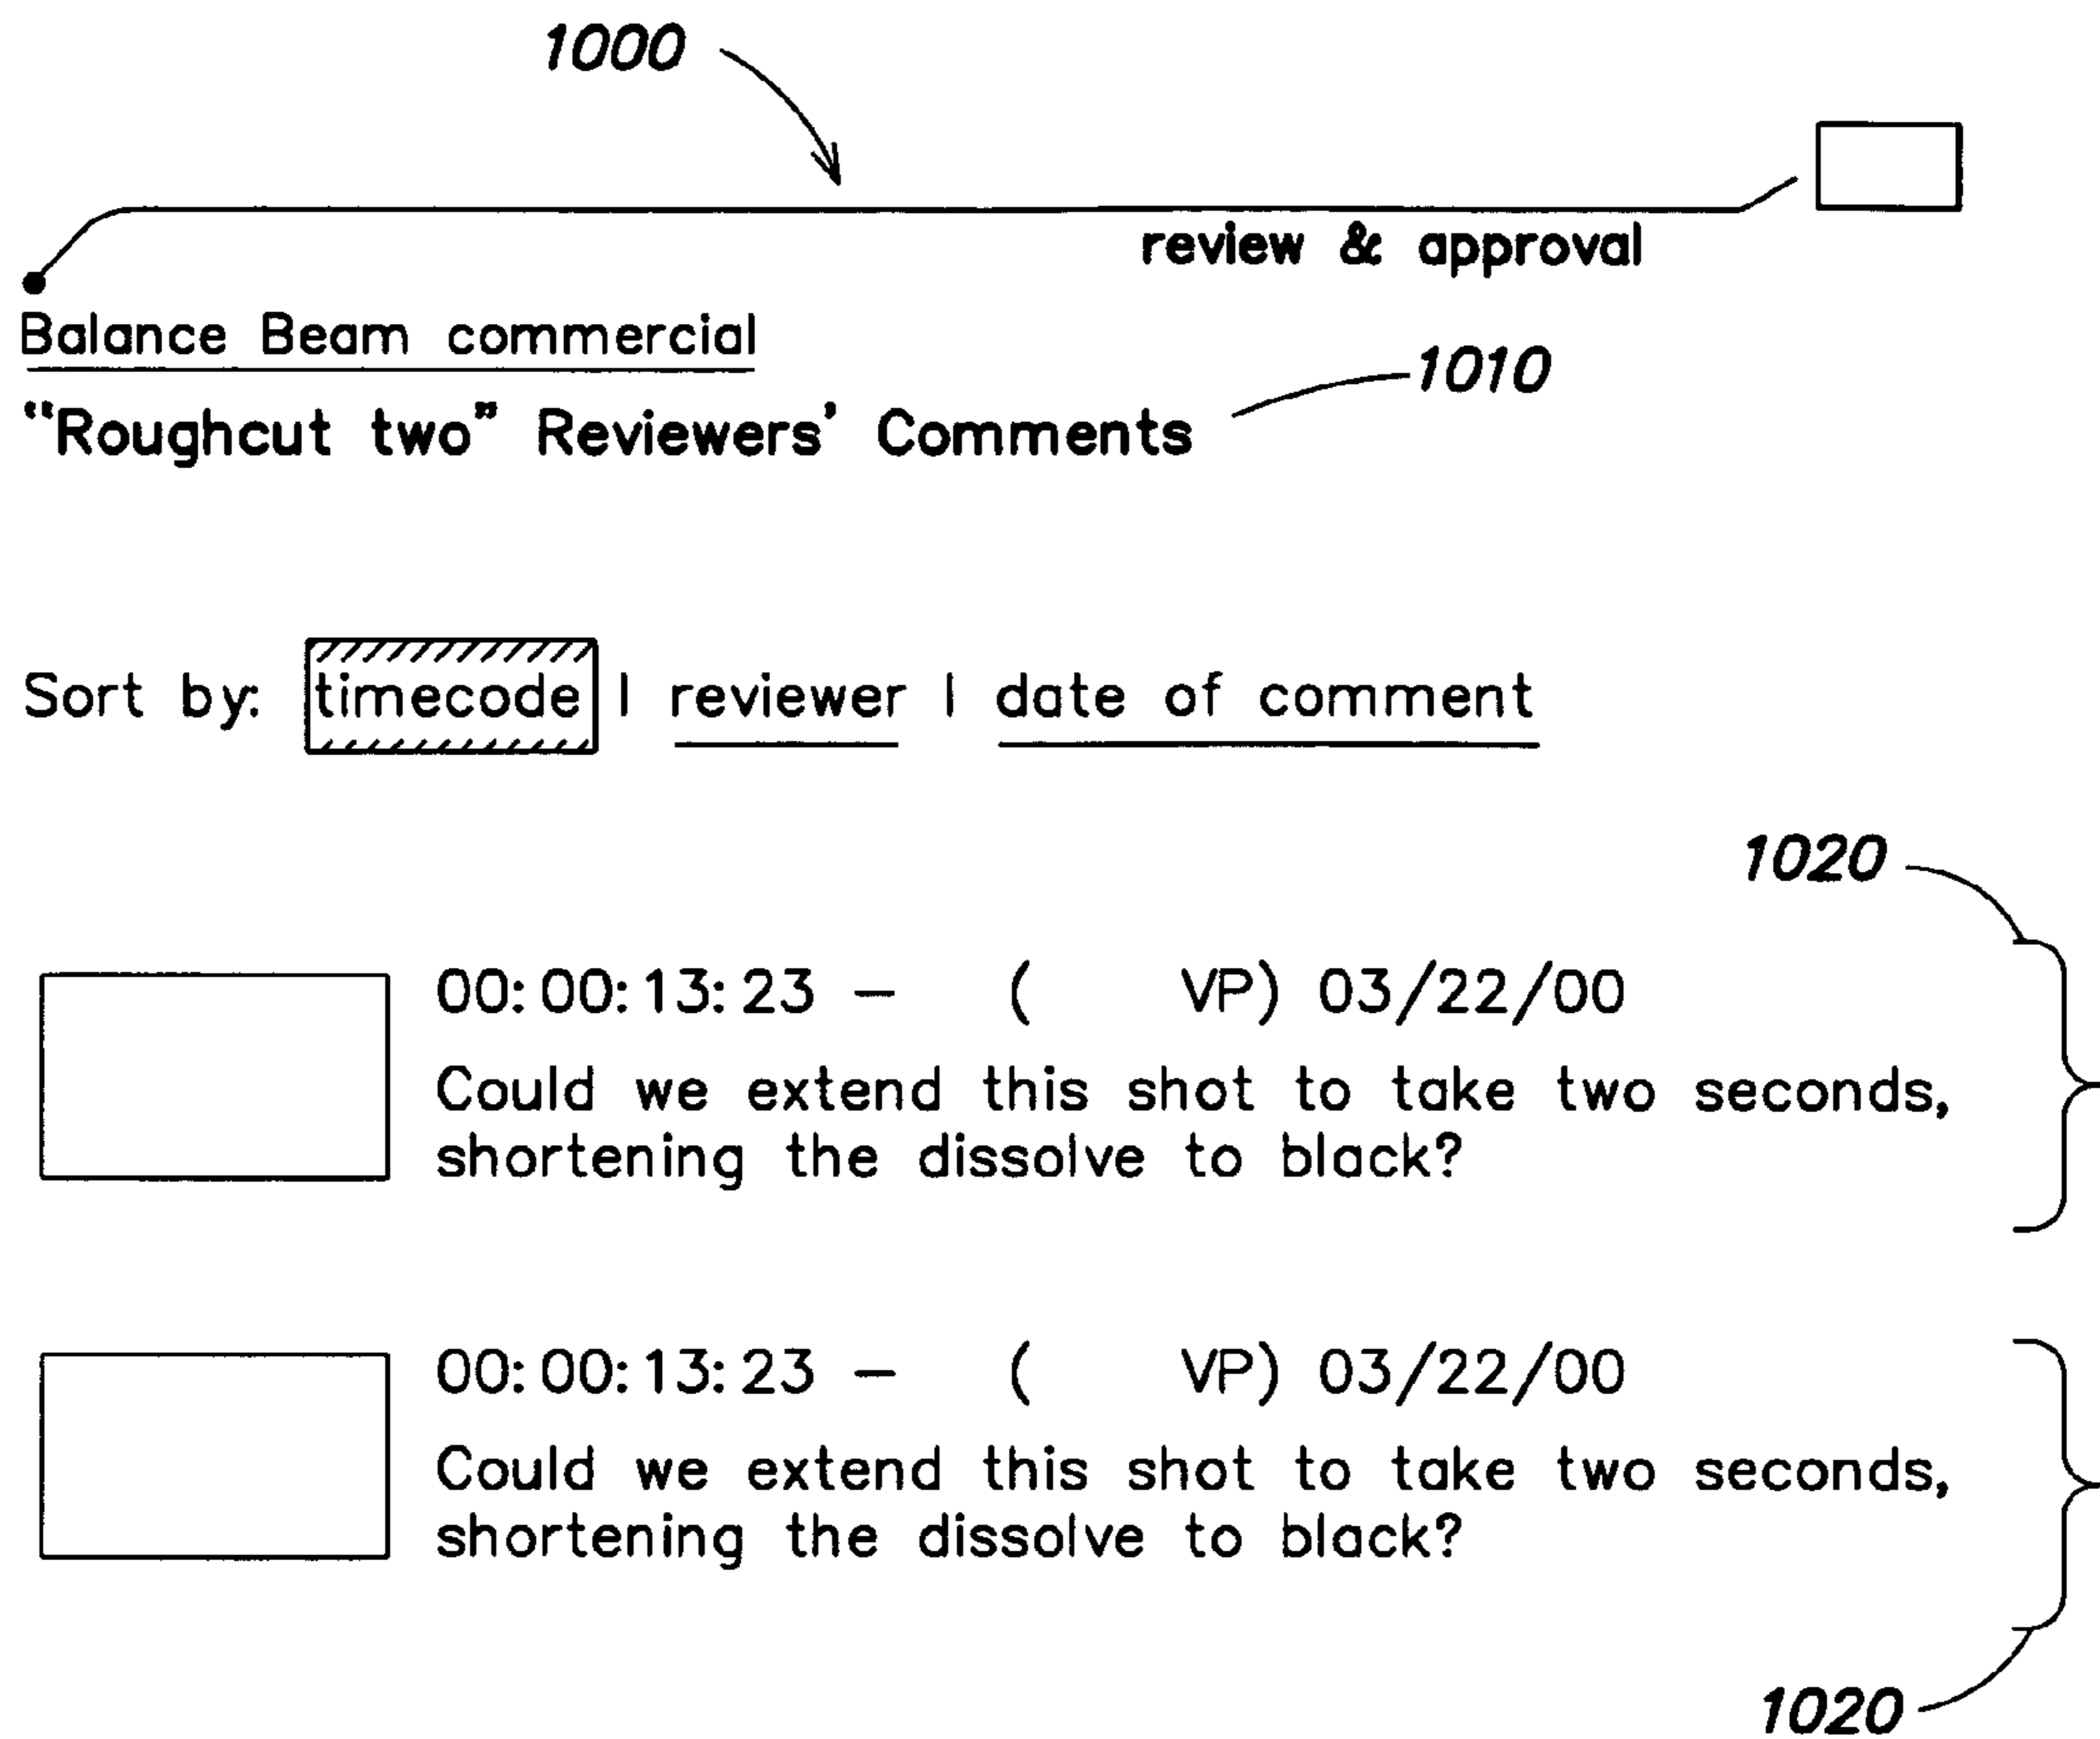 1000
review & approval
Balance Beam commercial
1010
“Roughcut two” Reviewers’ Comments
Sort by: timecode | reviewer | date of comment
1020
00:00:13:23 — ( VP) 03/22/00
Could we extend this shot to take two seconds,
shortening the dissolve to black?
00:00:13:23 — ( VP) 03/22/00
Could we extend this shot to take two seconds,
shortening the dissolve to black?
1020